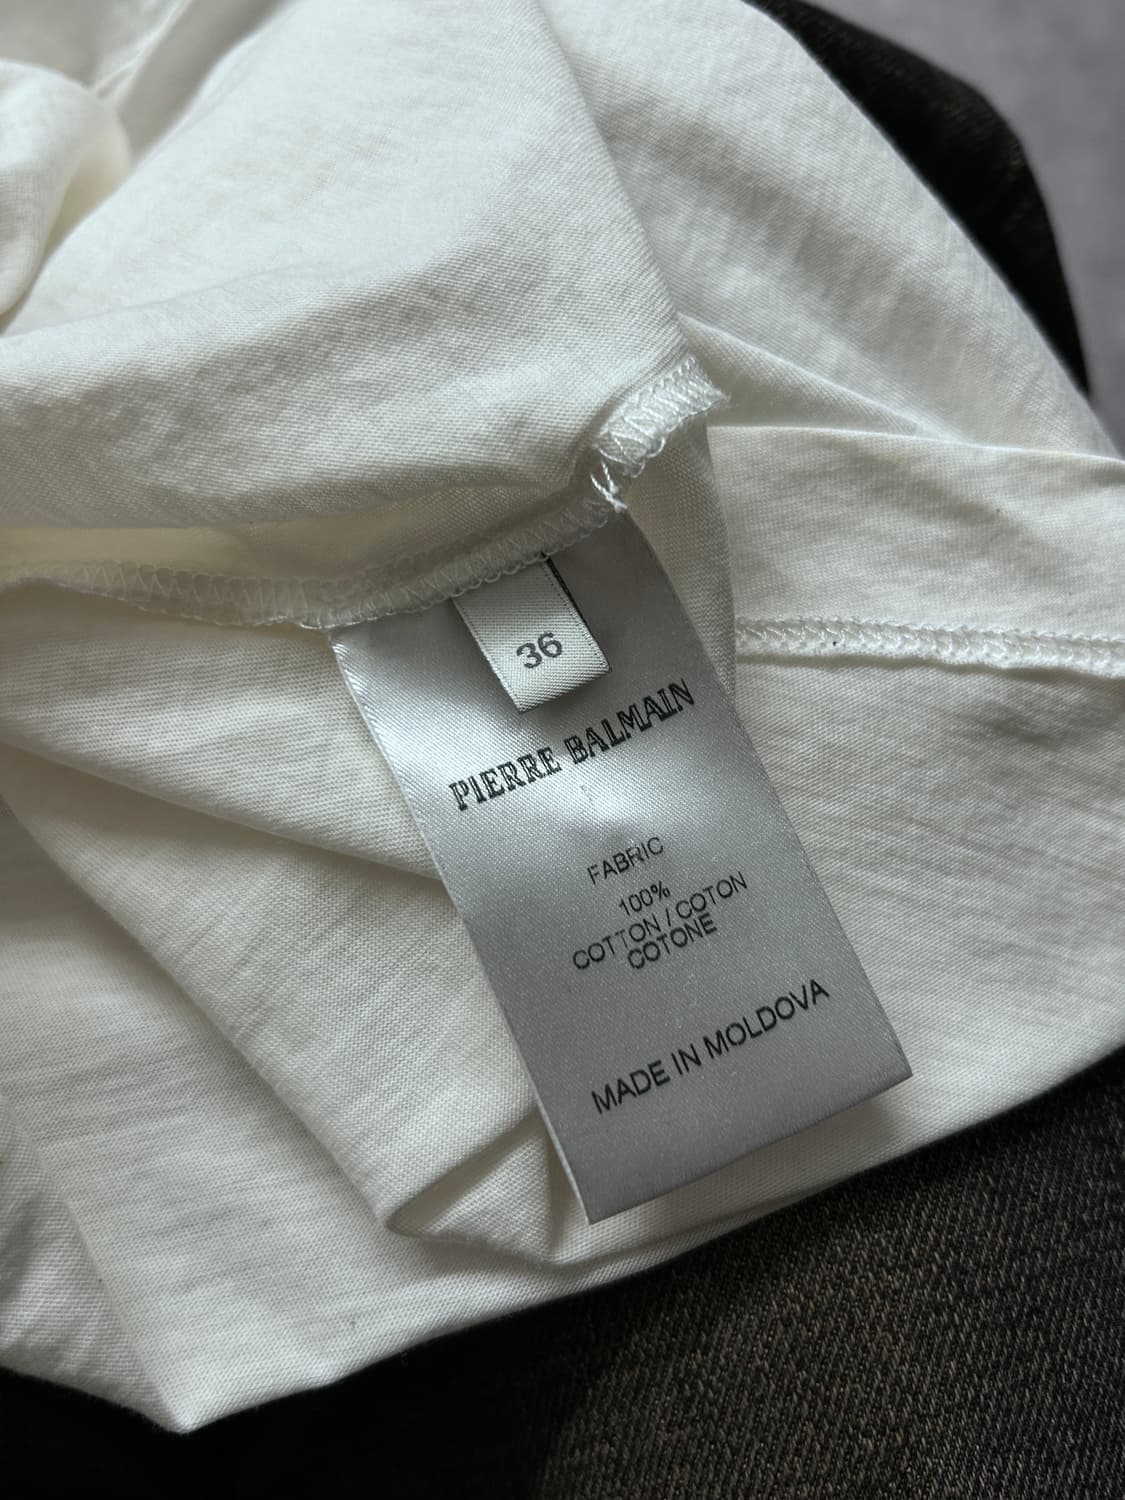 36
PIERRE BALMAIN
FABRIC
100%
COTTON / COTON
COTONE
MADE IN MOLDOVA